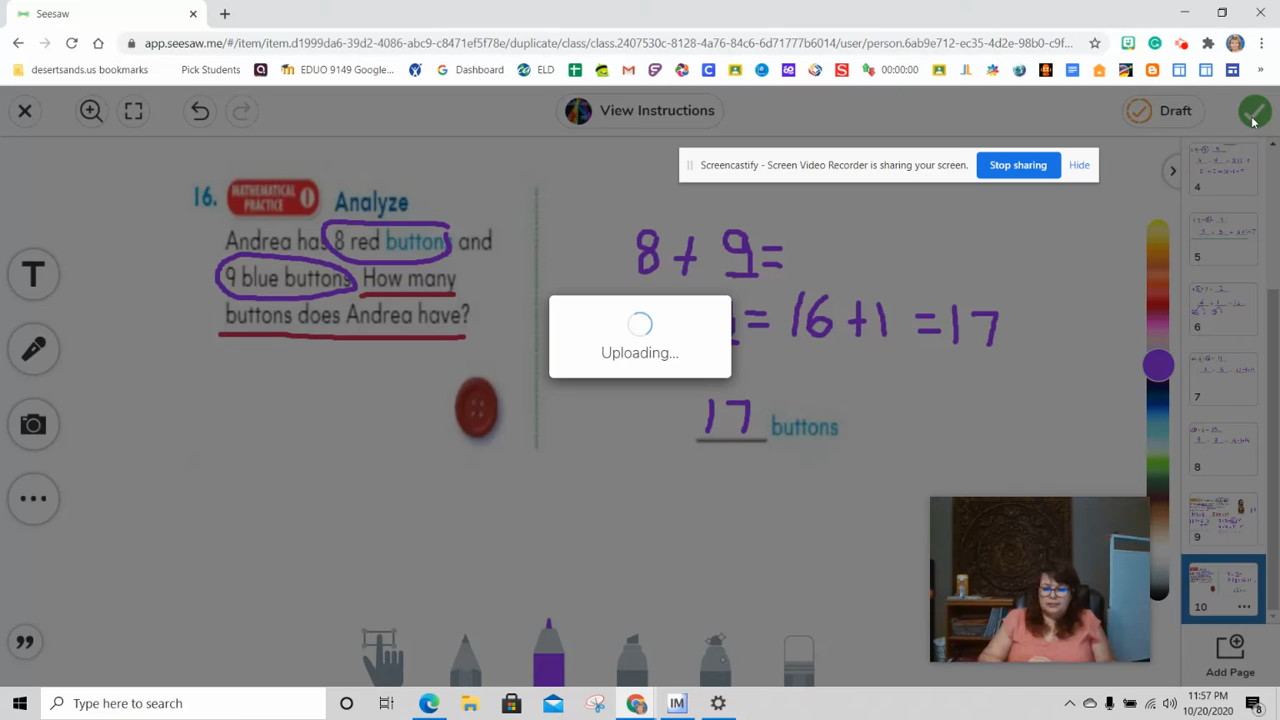 Seesaw
app.seesaw.me/#/item/item.d1999da6-39d2-4086-abc9-c8471eff78e/duplicate/class/class.2407530c-8128-4a76-84c6-d71777b6014/user/person.6ab9e712-ec35-4d2e-98b0-c9f...
desertsands.us bookmarks
Pick Students
EDUO 9149 Google...
Dashboard
ELD
00:00:00
View Instructions
Draft
Screencastify - Screen Video Recorder is sharing your screen.
Stop sharing
Hide
16. MATHEMATICAL PRACTICE 1 Analyze
Andrea has 8 red buttons and
9 blue buttons. How many
buttons does Andrea have?
8 + 9 =
= 16 + 1 = 17
17 buttons
Uploading...
T
4
5
6
7
8
9
10
Add Page
Type here to search
IM
11:57 PM
10/20/2020
8